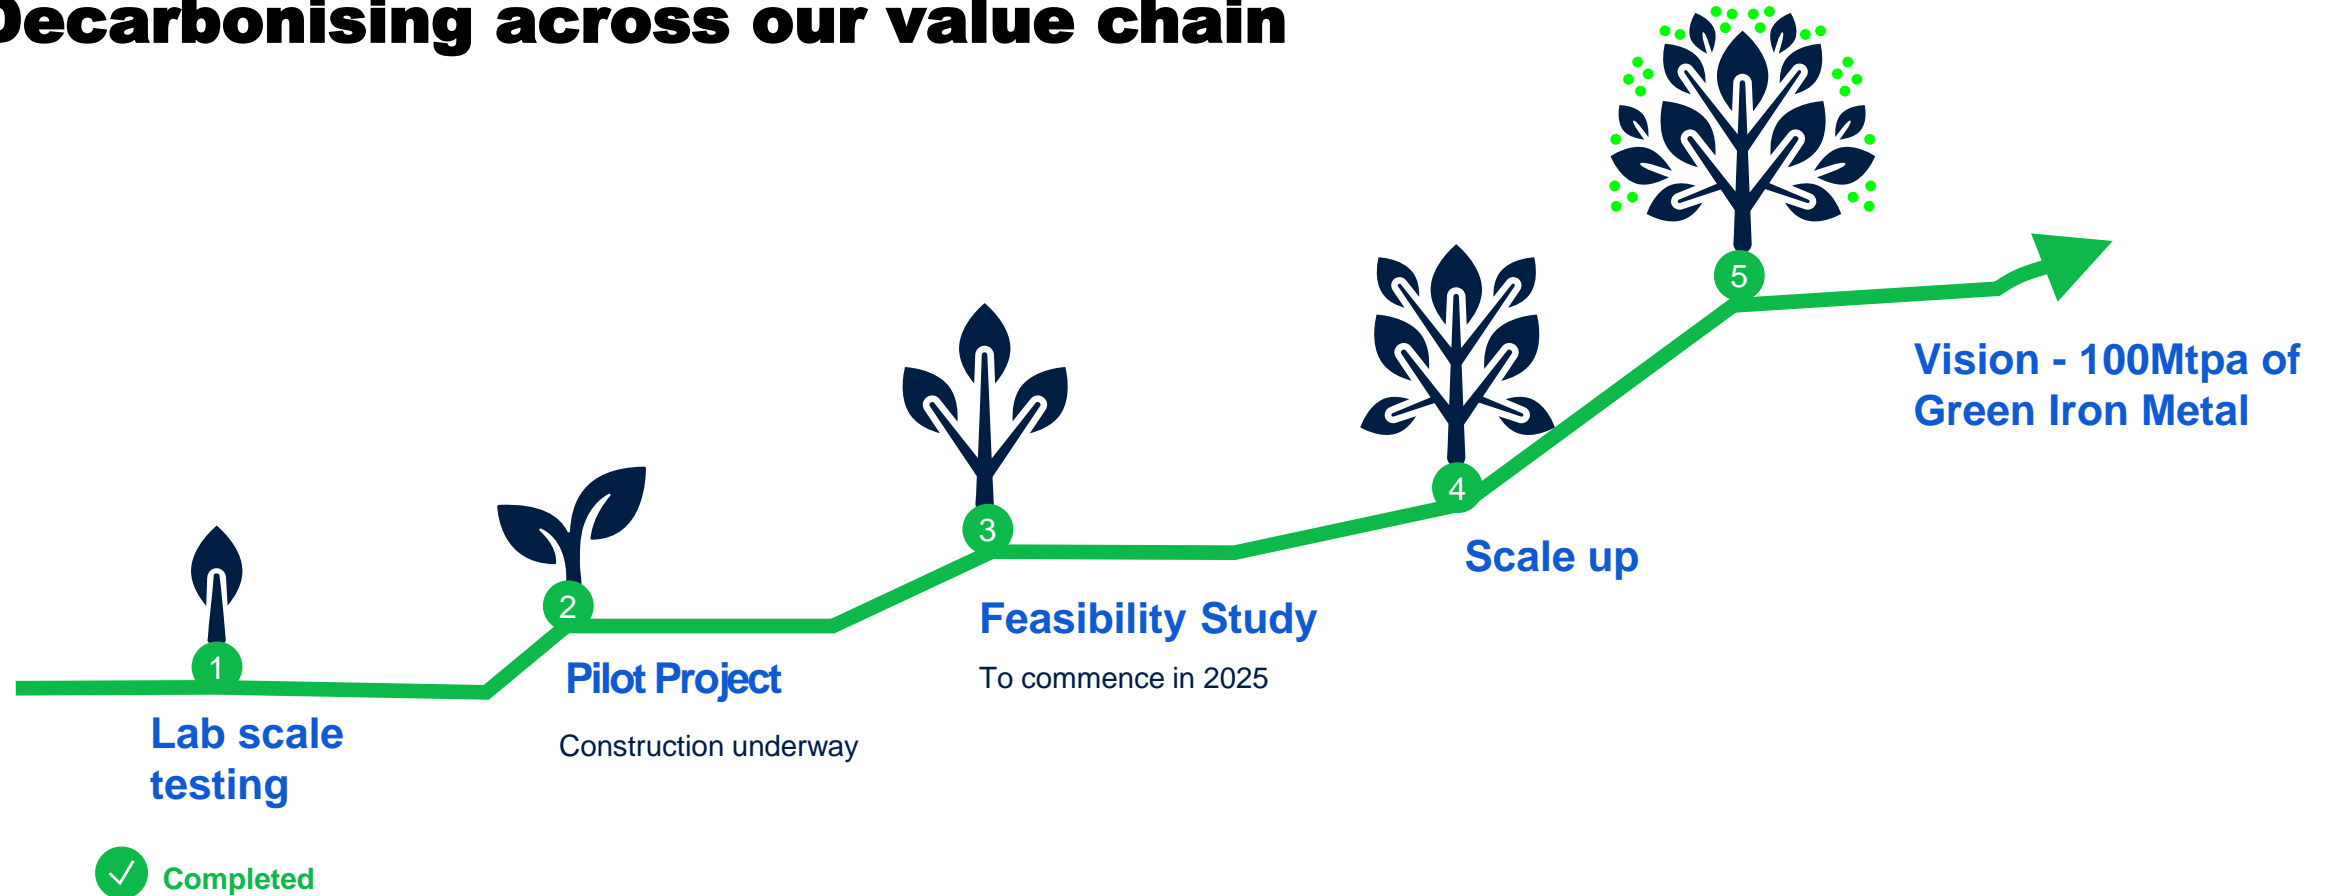 Decarbonising across our value chain
5
Vision - 100Mtpa of
Green Iron Metal
4
Scale up
3
Feasibility Study
To commence in 2025
2
Pilot Project
Construction underway
1
Lab scale
testing
Completed